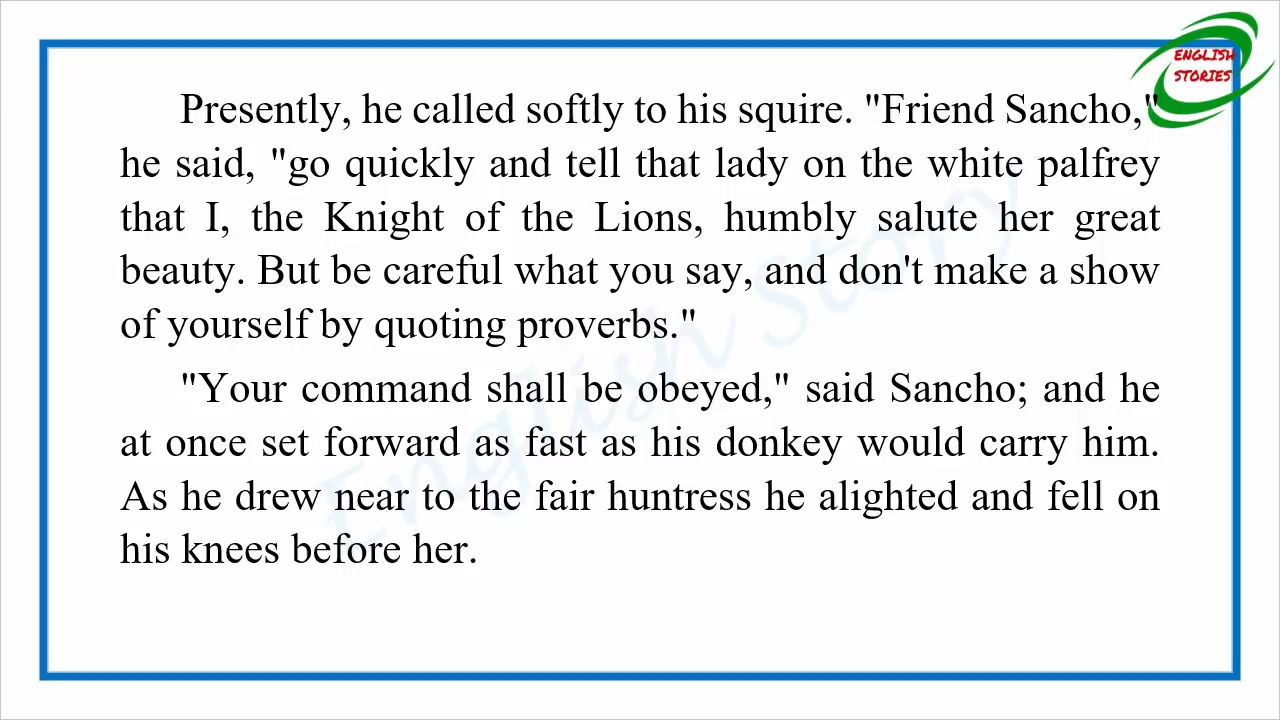 ENGLISH
STORIES
Presently, he called softly to his squire. "Friend Sancho,"
he said, "go quickly and tell that lady on the white palfrey
that I, the Knight of the Lions, humbly salute her great
beauty. But be careful what you say, and don't make a show
of yourself by quoting proverbs."
"Your command shall be obeyed," said Sancho; and he
at once set forward as fast as his donkey would carry him.
As he drew near to the fair huntress he alighted and fell on
his knees before her.
English Story